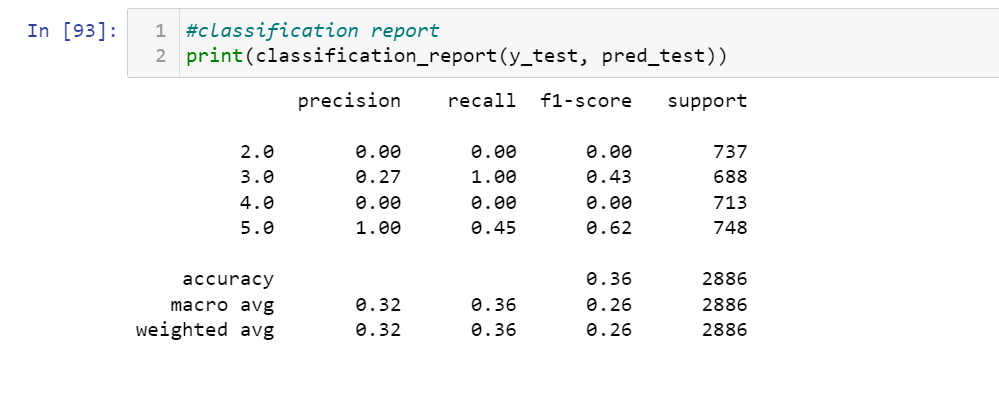 In [93]:
1 #classification report
2 print(classification_report(y_test, pred_test))
precision recall f1-score support
2.0 0.00 0.00 0.00 737
3.0 0.27 1.00 0.43 688
4.0 0.00 0.00 0.00 713
5.0 1.00 0.45 0.62 748
accuracy 0.36 2886
macro avg 0.32 0.36 0.26 2886
weighted avg 0.32 0.36 0.26 2886